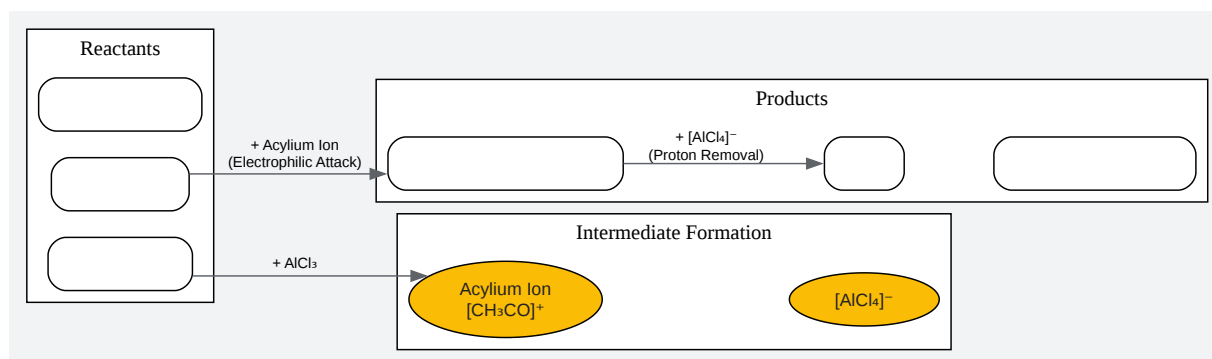 Reactants
+ Acylium Ion
(Electrophilic Attack)
+ AlCl₃
Products
+ [AlCl₄]⁻
(Proton Removal)
Intermediate Formation
Acylium Ion
[CH₃CO]⁺
[AlCl₄]⁻